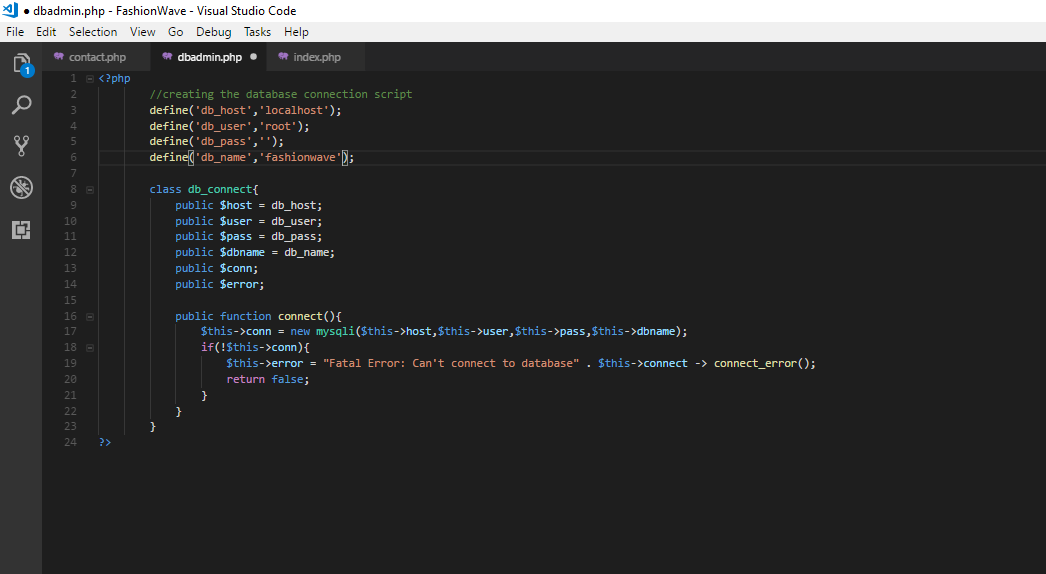 ● dbadmin.php - FashionWave - Visual Studio Code
File Edit Selection View Go Debug Tasks Help
contact.php dbadmin.php ● index.php
1
1 <?php
2 //creating the database connection script
3 define('db_host','localhost');
4 define('db_user','root');
5 define('db_pass','');
6 define('db_name','fashionwave');
7
8 class db_connect{
9 public $host = db_host;
10 public $user = db_user;
11 public $pass = db_pass;
12 public $dbname = db_name;
13 public $conn;
14 public $error;
15
16 public function connect(){
17 $this->conn = new mysqli($this->host,$this->user,$this->pass,$this->dbname);
18 if(!$this->conn){
19 $this->error = "Fatal Error: Can't connect to database" . $this->connect -> connect_error();
20 return false;
21 }
22 }
23 }
24 ?>